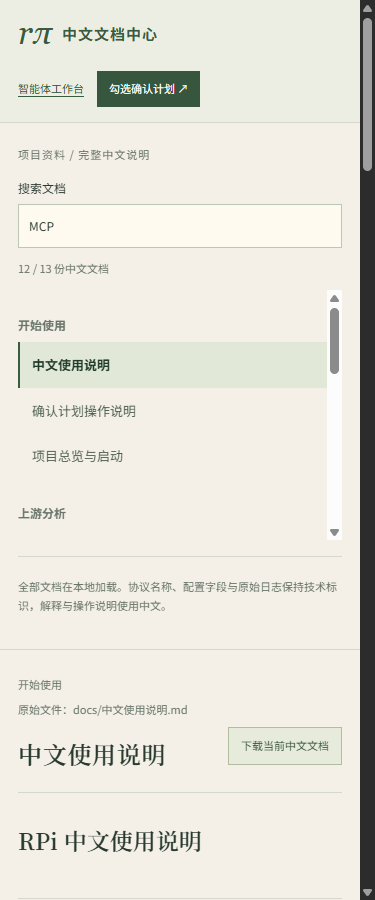 rπ 中文文档中心
智能体工作台 勾选确认计划 ↗
项目资料 / 完整中文说明
搜索文档
MCP
12 / 13 份中文文档
开始使用
中文使用说明
确认计划操作说明
项目总览与启动
上游分析
全部文档在本地加载。协议名称、配置字段与原始日志保持技术标
识，解释与操作说明使用中文。
开始使用
原始文件：docs/中文使用说明.md
中文使用说明 下载当前中文文档
RPi 中文使用说明